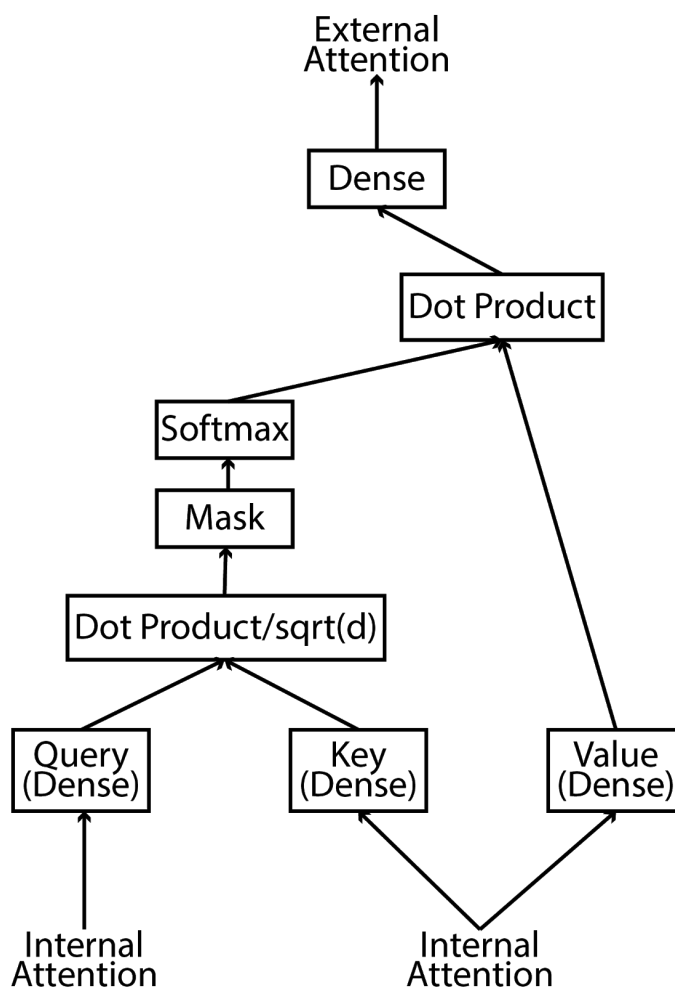 External
Attention
Dense
Dot Product
Softmax
Mask
Dot Product/sqrt(d)
Query
(Dense)
Key
(Dense)
Value
(Dense)
Internal
Attention
Internal
Attention